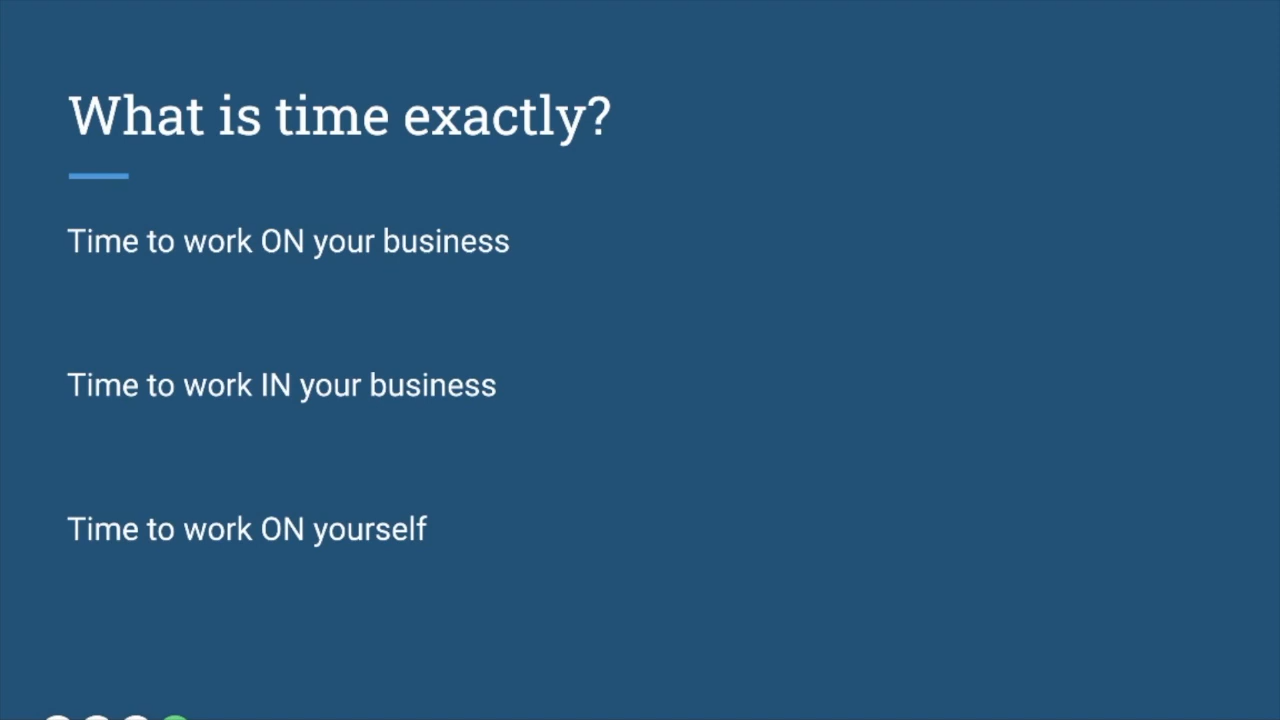 What is time exactly?
Time to work ON your business
Time to work IN your business
Time to work ON yourself